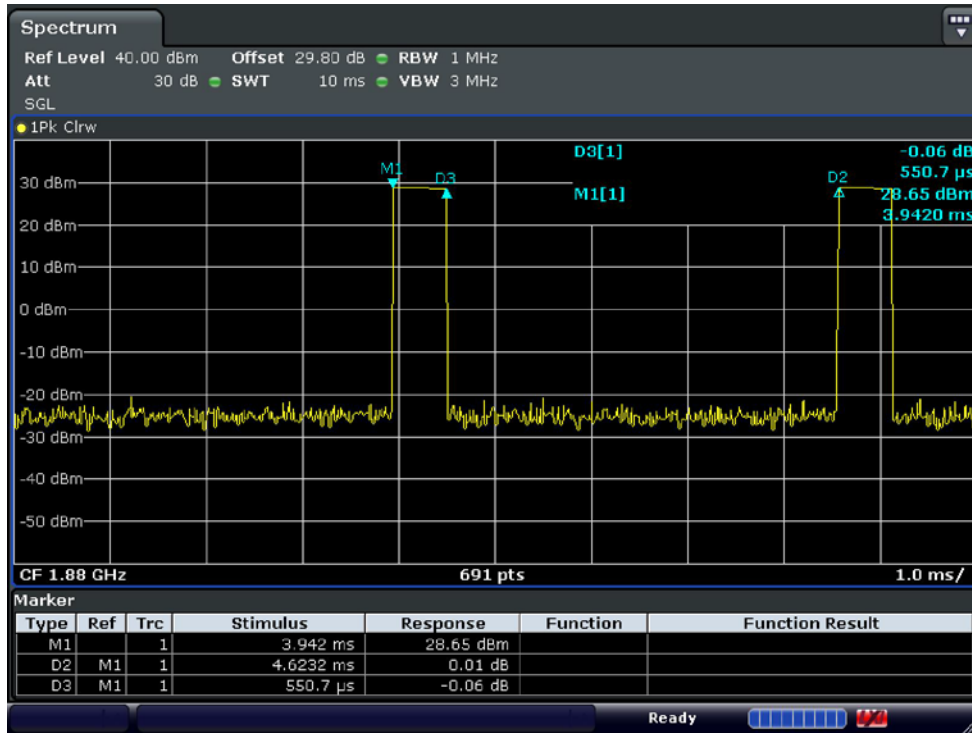 Spectrum
Ref Level 40.00 dBm Offset 29.80 dB RBW 1 MHz
Att 30 dB SWT 10 ms VBW 3 MHz
SGL
1Pk Clrw
D3[1] -0.06 dB
550.7 µs
M1[1] 28.65 dBm
3.9420 ms
M1
D3
D2
30 dBm
20 dBm
10 dBm
0 dBm
-10 dBm
-20 dBm
-30 dBm
-40 dBm
-50 dBm
CF 1.88 GHz 691 pts 1.0 ms/
Marker
Type Ref Trc Stimulus Response Function Function Result
M1 1 3.942 ms 28.65 dBm
D2 M1 1 4.6232 ms 0.01 dB
D3 M1 1 550.7 µs -0.06 dB
Ready